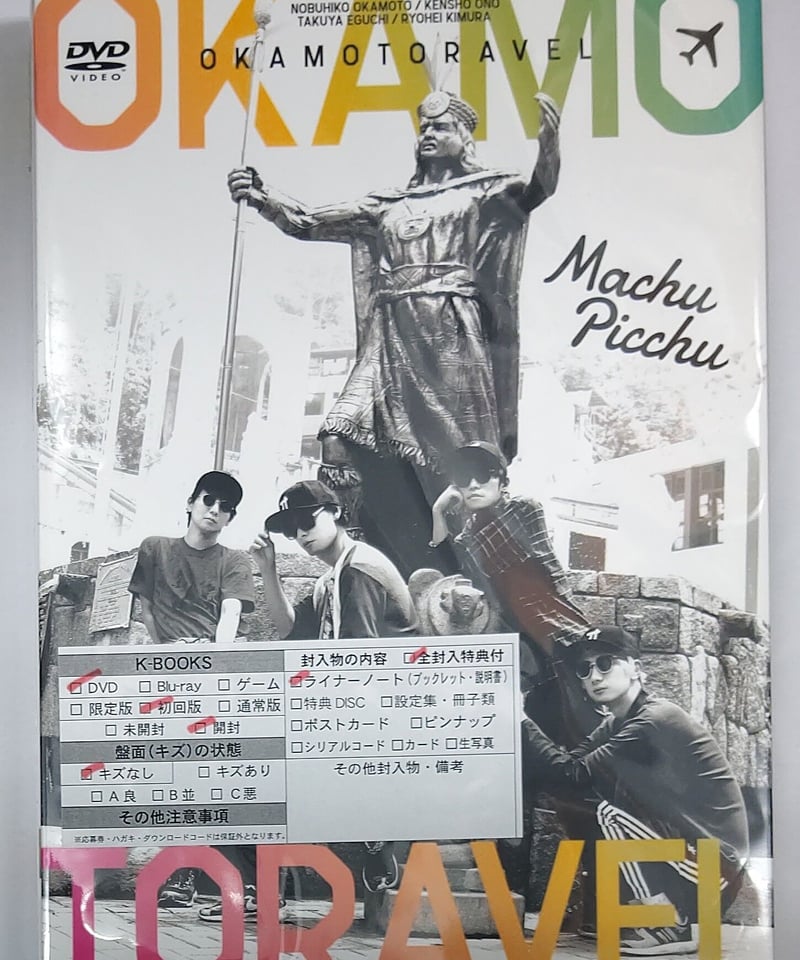 OKAMO
NOBUHIKO OKAMOTO / KENSHO ONO
TAKUYA EGUCHI / RYOHEI KIMURA
OKAMOTORAVEL
DVD
VIDEO
Machu
Picchu
K-BOOKS
□DVD □Blu-ray □ゲーム
□限定版 □初回版 □通常版
□未開封 □開封
盤面(キズ)の状態
□キズなし □キズあり
□A良 □B並 □C悪
その他注意事項
※応募券・ハガキ・ダウンロードコードは保証外となります。
封入物の内容 □全封入特典付
□ライナーノート(ブックレット・説明書)
□特典DISC □設定集・冊子類
□ポストカード □ピンナップ
□シリアルコード □カード □生写真
その他封入物・備考
TORAVEL